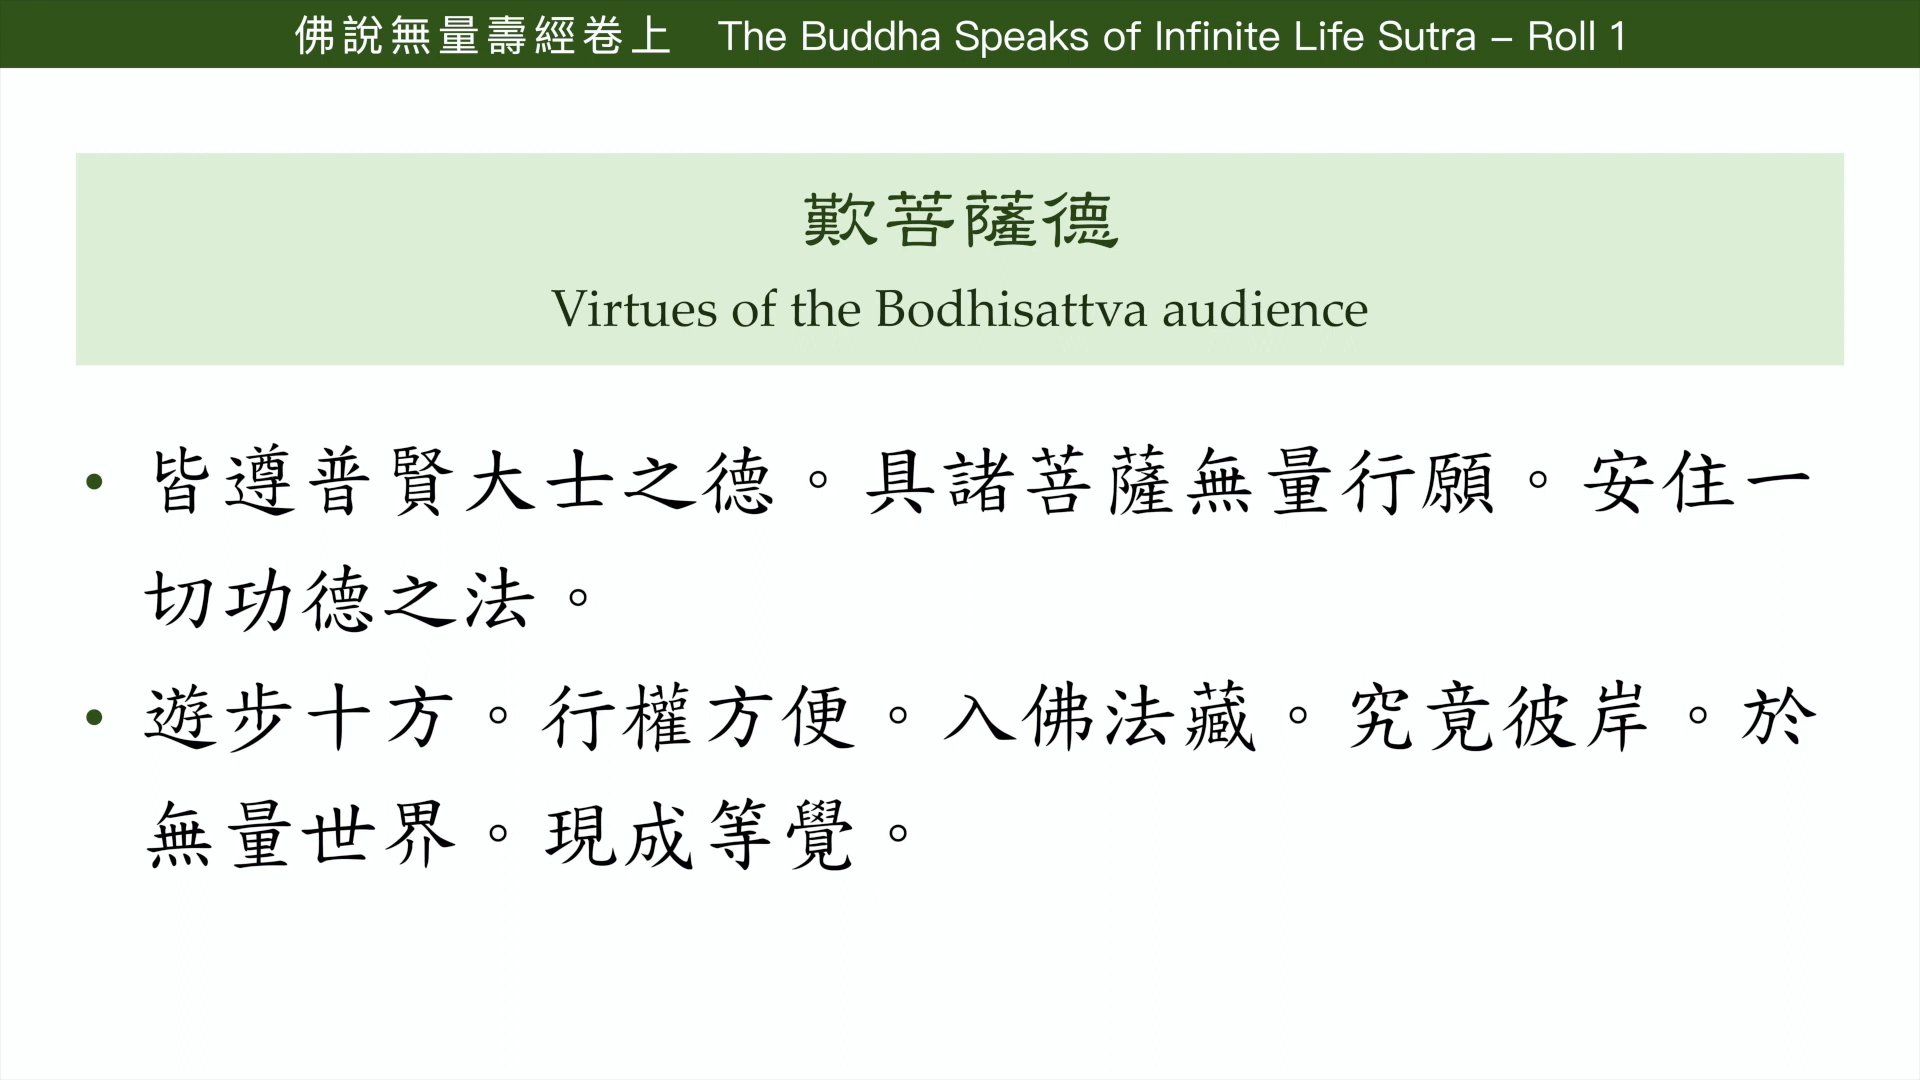 佛說無量壽經卷上 The Buddha Speaks of Infinite Life Sutra – Roll 1
歎菩薩德
Virtues of the Bodhisattva audience
• 皆遵普賢大士之德。具諸菩薩無量行願。安住一
切功德之法。
• 遊步十方。行權方便。入佛法藏。究竟彼岸。於
無量世界。現成等覺。